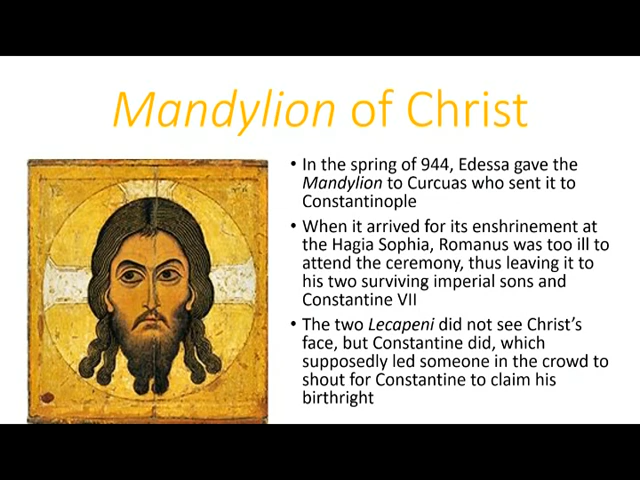 Mandylion of Christ
• In the spring of 944, Edessa gave the
Mandylion to Curcuas who sent it to
Constantinople
• When it arrived for its enshrinement at
the Hagia Sophia, Romanus was too ill to
attend the ceremony, thus leaving it to
his two surviving imperial sons and
Constantine VII
• The two Lecapeni did not see Christ's
face, but Constantine did, which
supposedly led someone in the crowd to
shout for Constantine to claim his
birthright